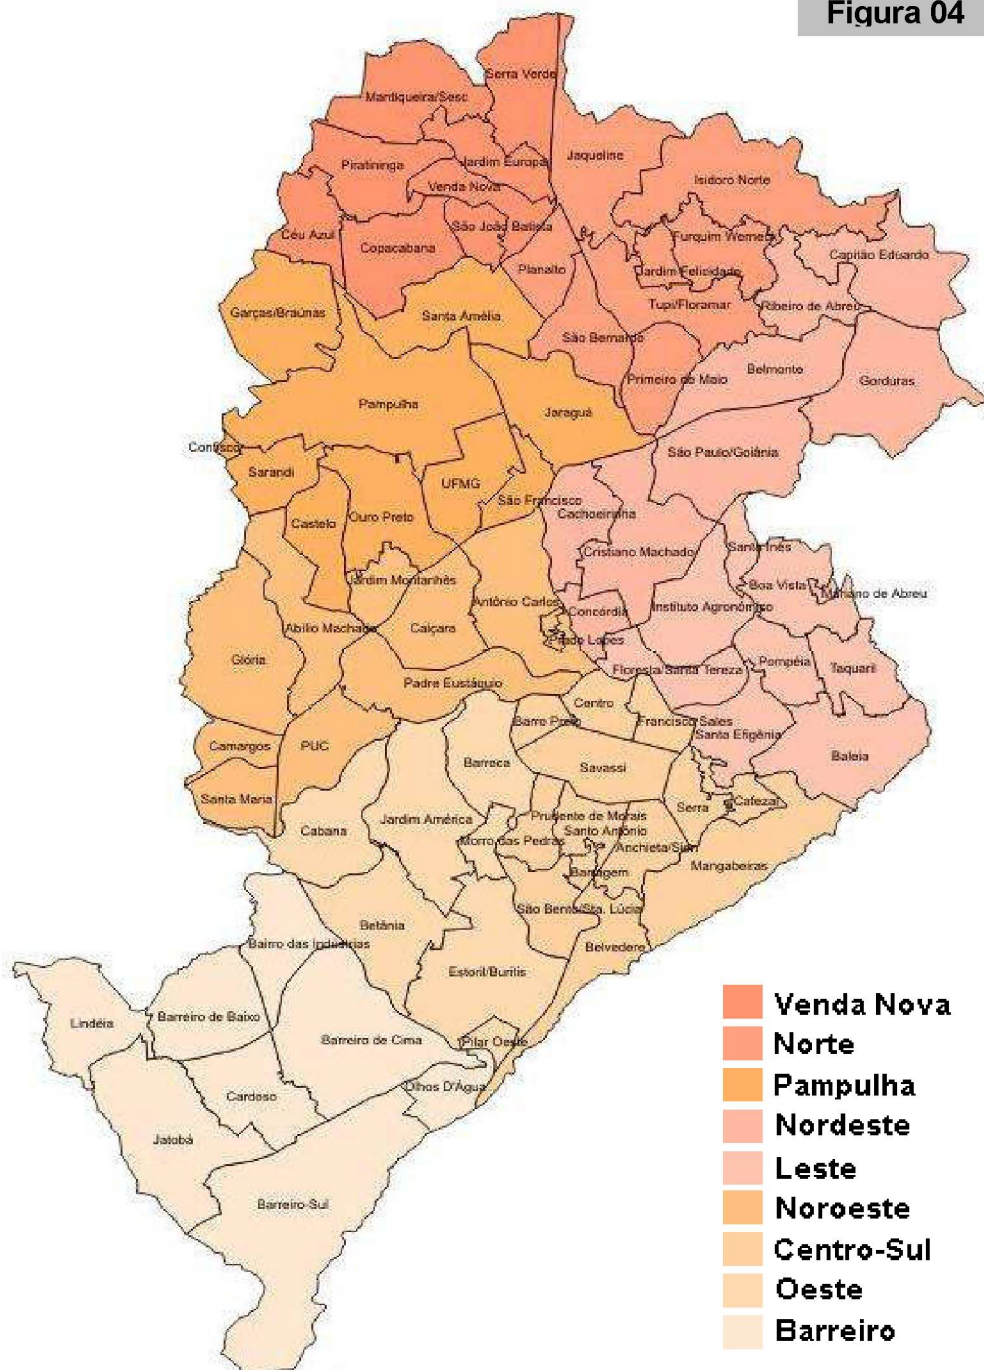 Figura 04
Serra Verde
Mantiqueira/Sesc
Jaqueline
Jardim Europa
Piratininga
Isidoro Norte
Venda Nova
São João Batista
Céu Azul
Furquim Werneck
Copacabana
Capitão Eduardo
Planalto
Jardim Felicidade
Tupi/Floramar
Ribeiro de Abreu
Garças/Braúnas
Santa Amélia
São Bernardo
Belmonte
Primeiro de Maio
Gorduras
Pampulha
Jaraguá
Confisco
São Paulo/Goiânia
Sarandi
UFMG
São Francisco
Cachoeirinha
Castelo
Ouro Preto
Santa Inês
Cristiano Machado
Jardim Montanhês
Boa Vista
Mariano de Abreu
Antônio Carlos
Concórdia
Instituto Agronômico
Abílio Machado
Caiçara
Prado Lopes
Glória
Pompéia
Floresta/Santa Tereza
Taquaril
Padre Eustáquio
Centro
Barro Preto
Francisco Sales
Santa Efigênia
Camargos
PUC
Baleia
Barroca
Savassi
Santa Maria
Serra
Cafezal
Jardim América
Prudente de Morais
Cabana
Santo Antônio
Morro das Pedras
Anchieta/Sion
Mangabeiras
Barragem
São Bento/Sta. Lúcia
Betânia
Bairro das Indústrias
Belvedere
Estoril/Buritis
Barreiro de Baixo
Lindéia
Barreiro de Cima
Pilar Oeste
Olhos D'Água
Cardoso
Jatobá
Barreiro-Sul
Venda Nova
Norte
Pampulha
Nordeste
Leste
Noroeste
Centro-Sul
Oeste
Barreiro